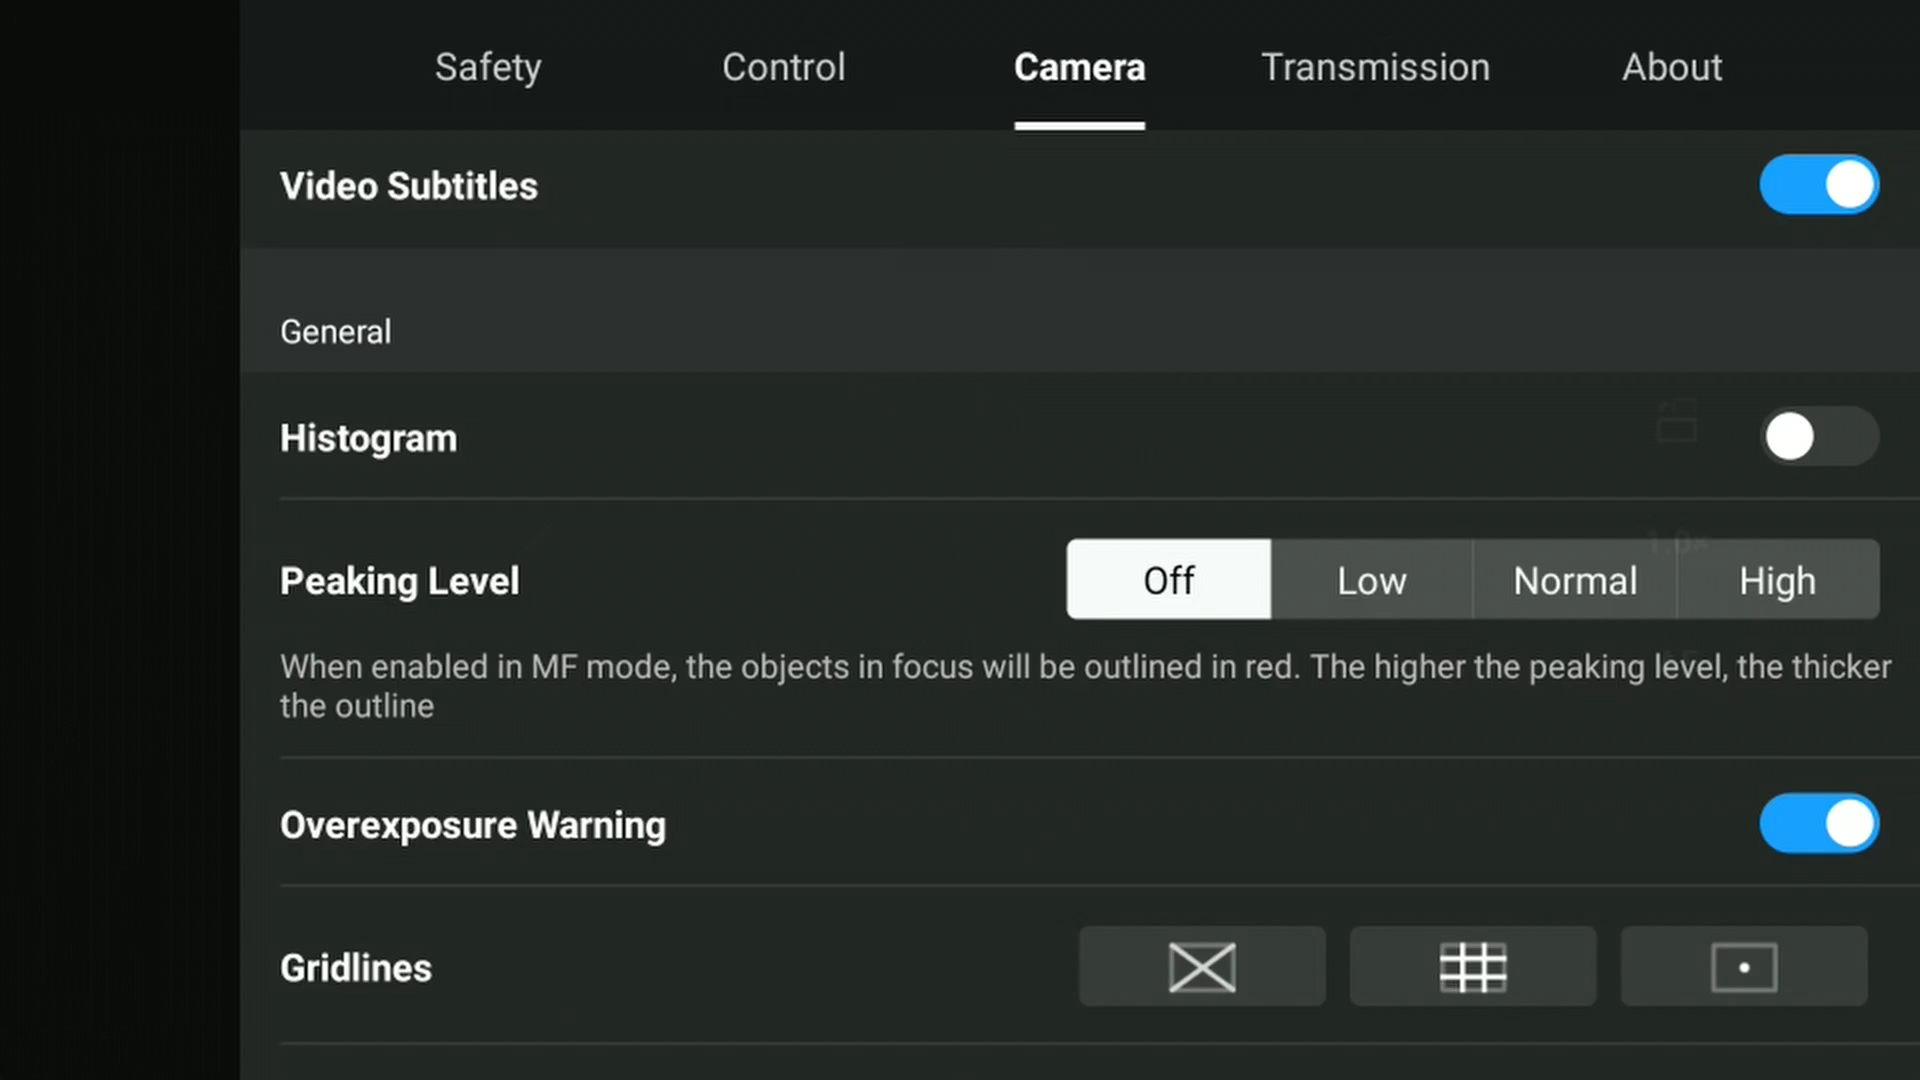 Safety Control Camera Transmission About
Video Subtitles
General
Histogram
Peaking Level Off Low Normal High
When enabled in MF mode, the objects in focus will be outlined in red. The higher the peaking level, the thicker
the outline
Overexposure Warning
Gridlines